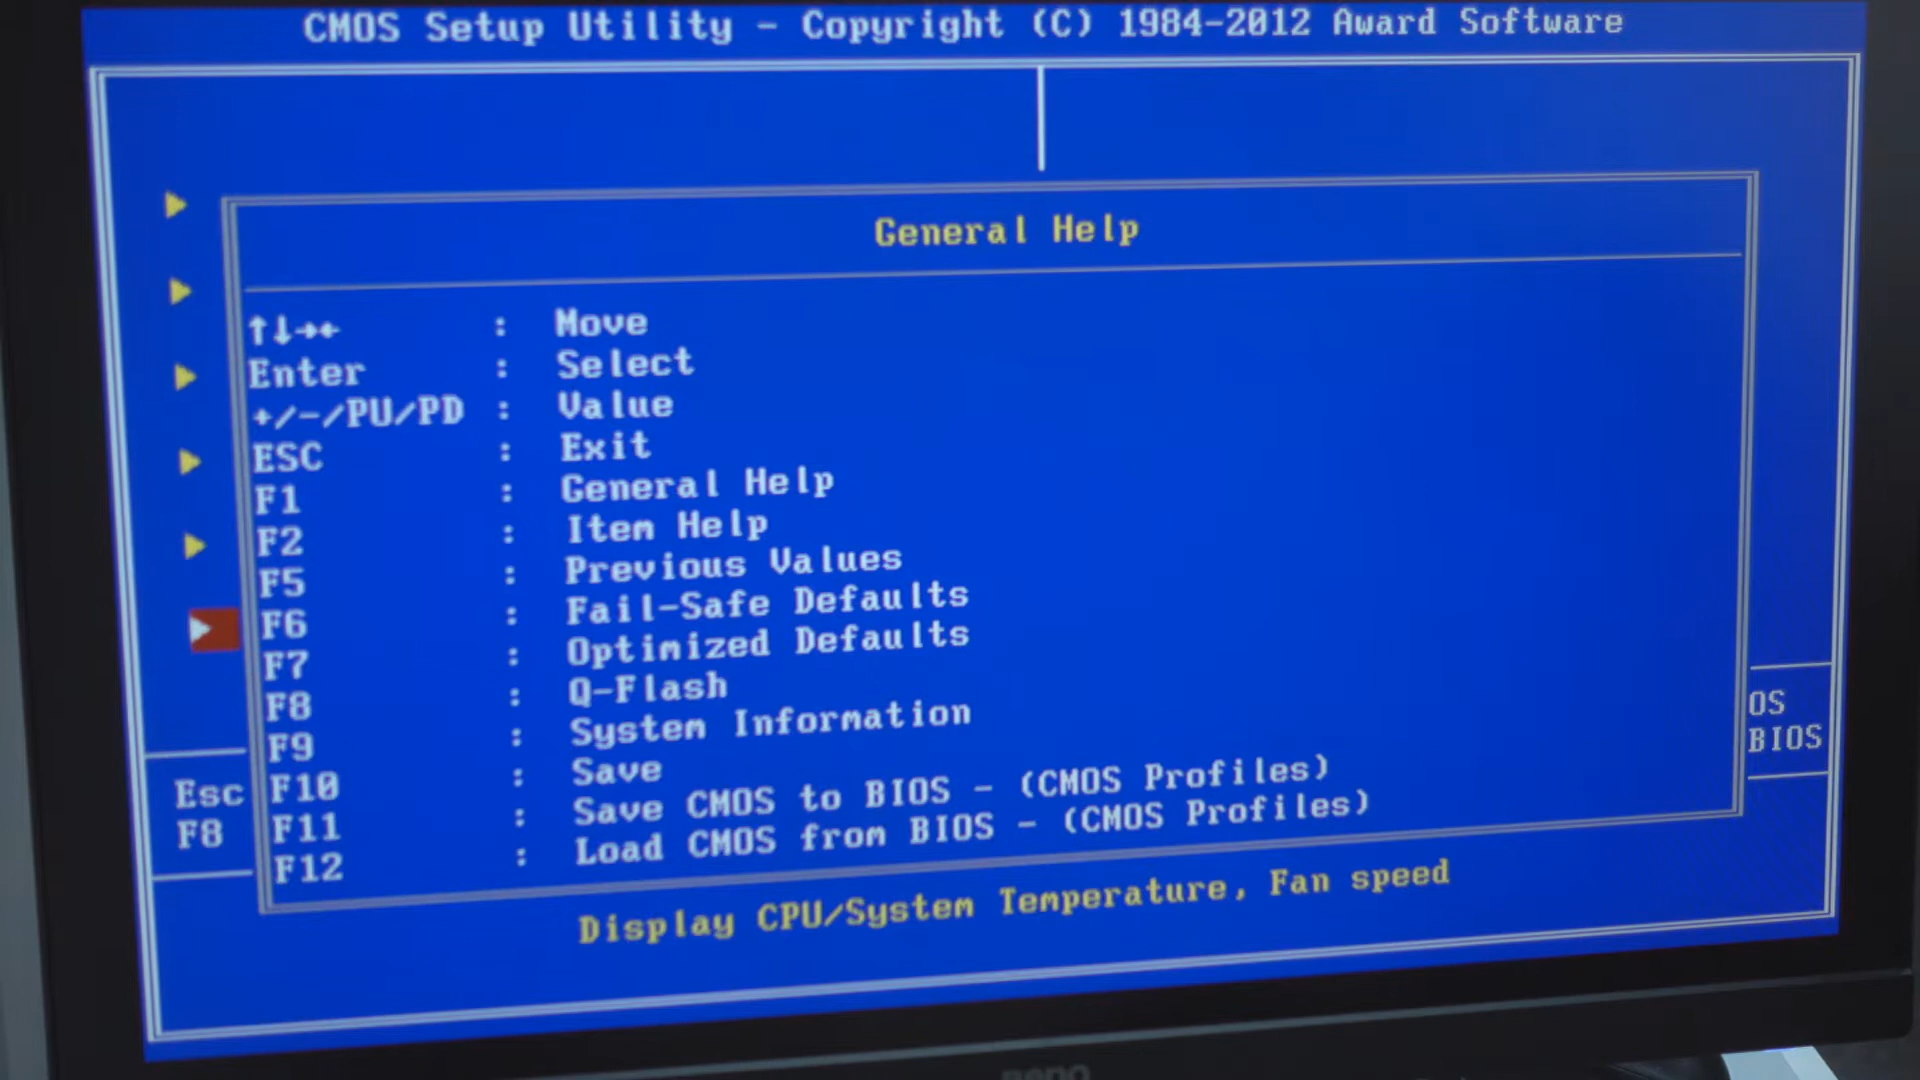 CMOS Setup Utility - Copyright (C) 1984-2012 Award Software
General Help
↑↓→← : Move
Enter : Select
+/-/PU/PD : Value
ESC : Exit
F1 : General Help
F2 : Item Help
F5 : Previous Values
F6 : Fail-Safe Defaults
F7 : Optimized Defaults
F8 : Q-Flash
F9 : System Information
F10 : Save
F11 : Save CMOS to BIOS - (CMOS Profiles)
F12 : Load CMOS from BIOS - (CMOS Profiles)
Esc
F8
OS
BIOS
Display CPU/System Temperature, Fan speed